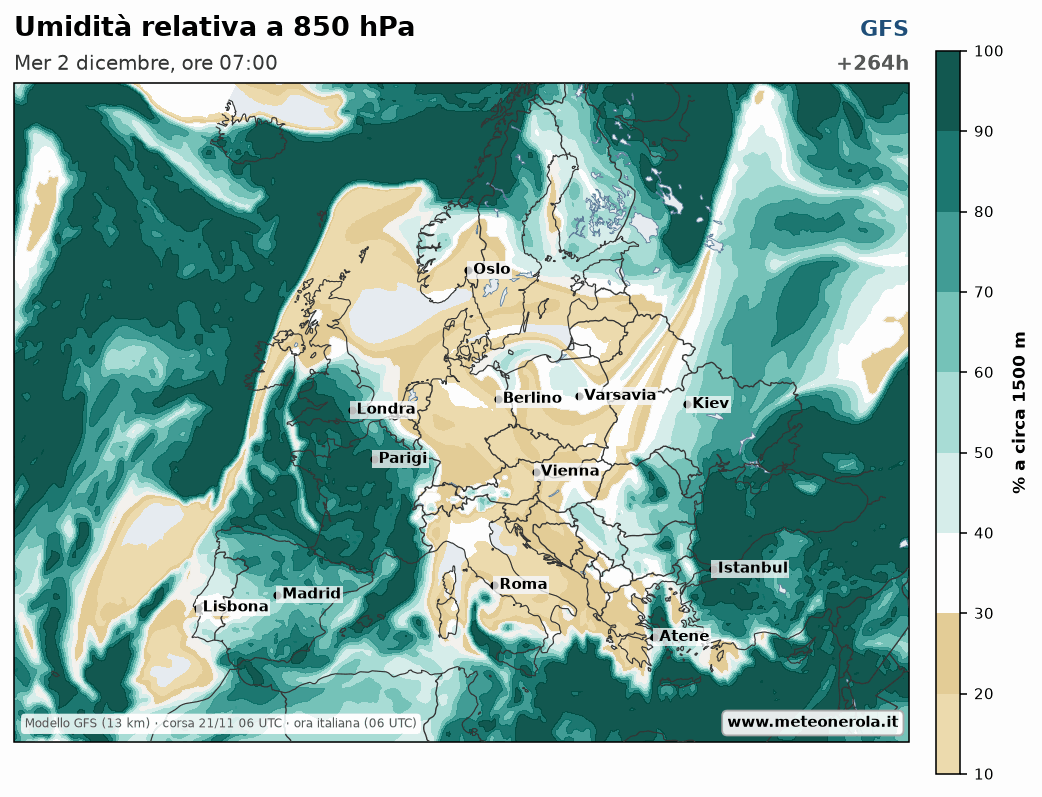 Umidità relativa a 850 hPa
GFS
Mer 2 dicembre, ore 07:00
+264h
100
90
80
70
60
50
40
30
20
10
% a circa 1500 m
Oslo
Londra
Berlino
Varsavia
Kiev
Parigi
Vienna
Istanbul
Roma
Madrid
Lisbona
Atene
Modello GFS (13 km) · corsa 21/11 06 UTC · ora italiana (06 UTC)
www.meteonerola.it